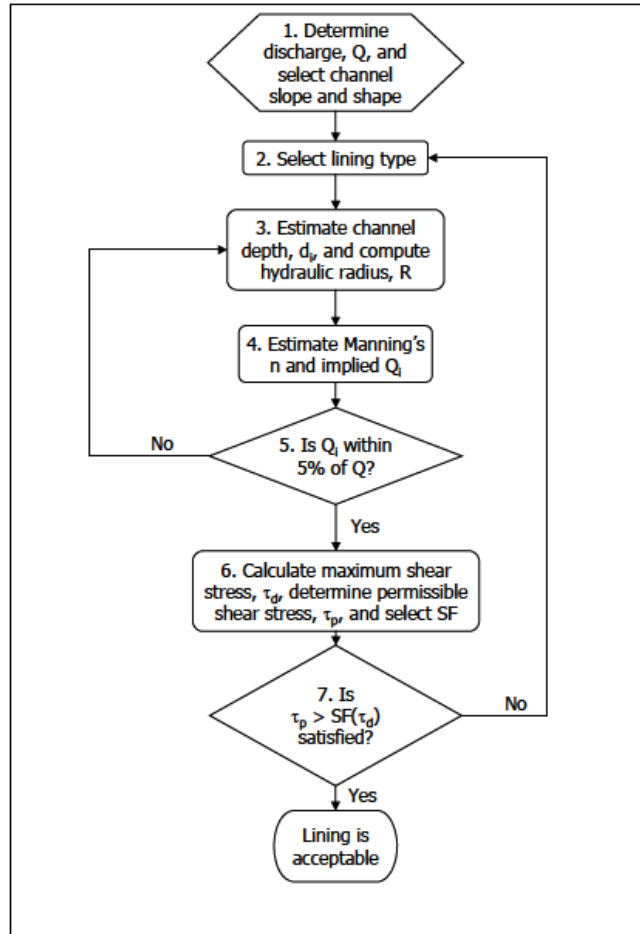 1. Determine
discharge, Q, and
select channel
slope and shape
2. Select lining type
3. Estimate channel
depth, dᵢ, and compute
hydraulic radius, R
4. Estimate Manning's
n and implied Qᵢ
No
5. Is Qᵢ within
5% of Q?
Yes
6. Calculate maximum shear
stress, τ_d, determine permissible
shear stress, τₚ, and select SF
7. Is
τₚ > SF(τ_d)
satisfied?
No
Yes
Lining is
acceptable